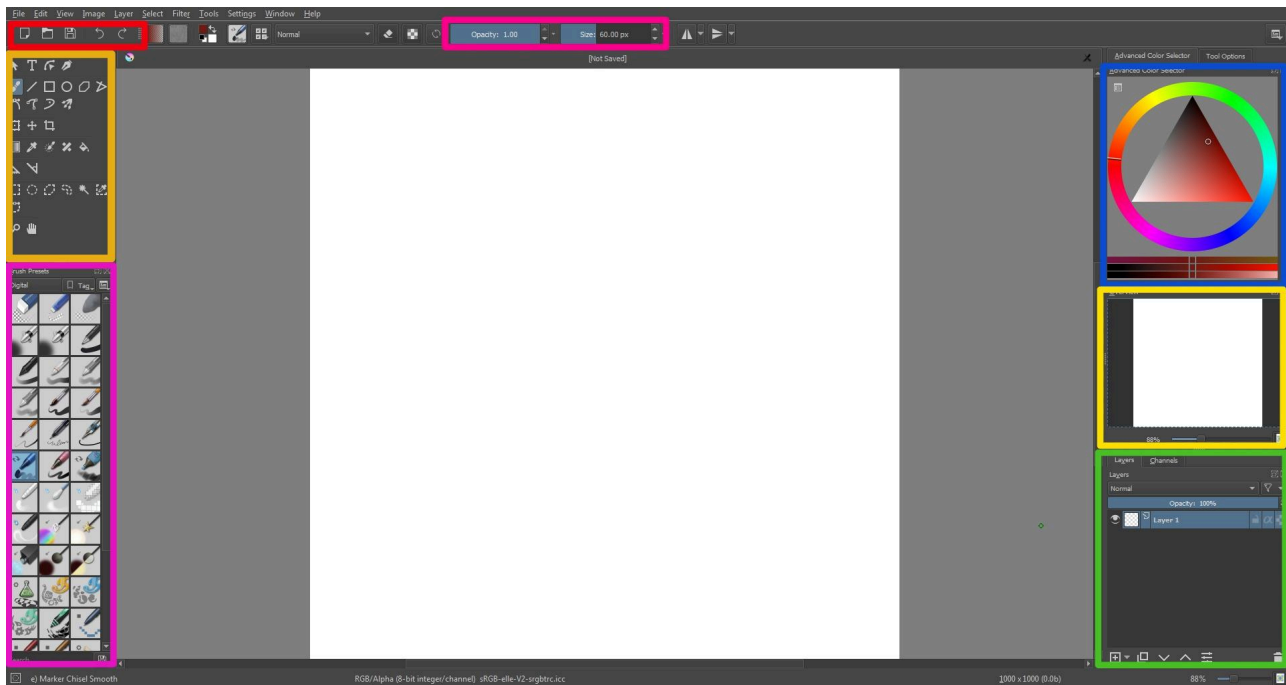 File Edit View Image Layer Select Filter Tools Settings Window Help
Normal Opacity: 1.00 Size: 60.00 px
[Not Saved]
Advanced Color Selector Tool Options
Advanced Color Selector
Brush Presets
Digital Tag
88%
Layers Channels
Layers
Normal
Opacity: 100%
Layer 1
e) Marker Chisel Smooth RGB/Alpha (8-bit integer/channel) sRGB-elle-V2-srgbtrc.icc 1000 x 1000 (0.0b) 88%